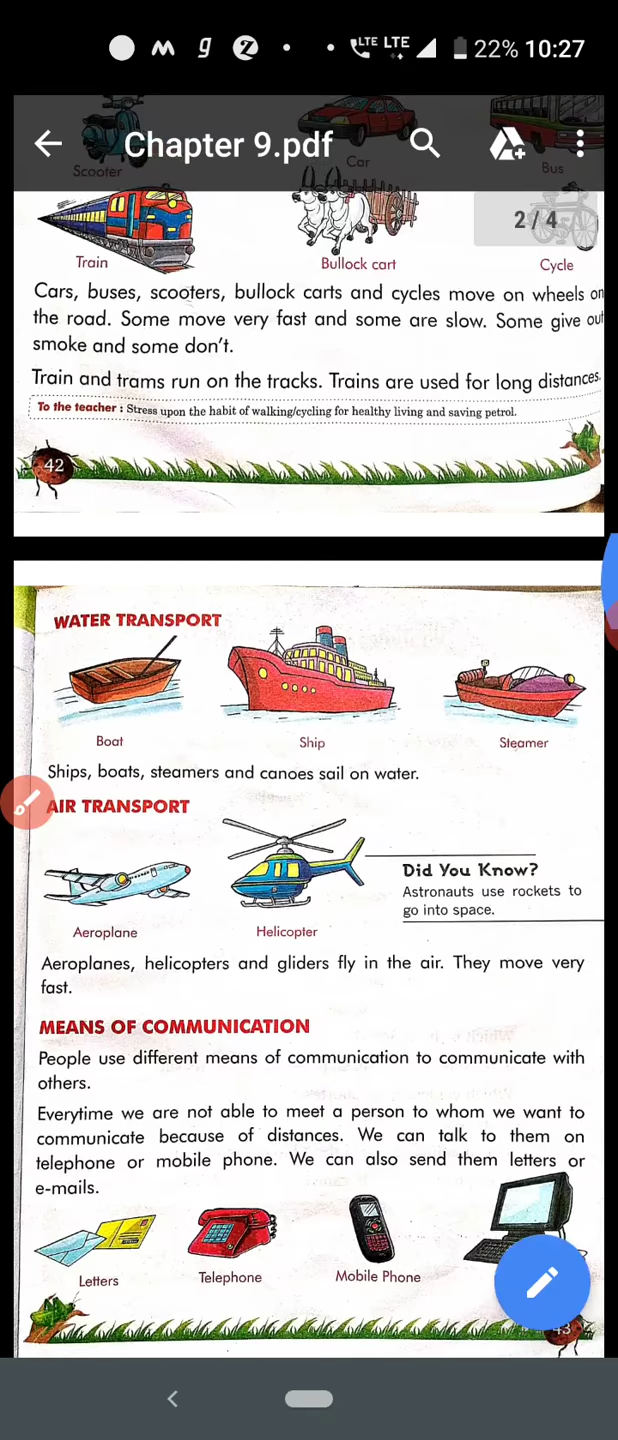 22% 10:27
LTE LTE
Chapter 9.pdf
Scooter Car Bus
2/4
Train Bullock cart Cycle
Cars, buses, scooters, bullock carts and cycles move on wheels on
the road. Some move very fast and some are slow. Some give out
smoke and some don't.
Train and trams run on the tracks. Trains are used for long distances.
To the teacher : Stress upon the habit of walking/cycling for healthy living and saving petrol.
42
WATER TRANSPORT
Boat Ship Steamer
Ships, boats, steamers and canoes sail on water.
AIR TRANSPORT
Did You Know?
Astronauts use rockets to
go into space.
Aeroplane Helicopter
Aeroplanes, helicopters and gliders fly in the air. They move very
fast.
MEANS OF COMMUNICATION
People use different means of communication to communicate with
others.
Everytime we are not able to meet a person to whom we want to
communicate because of distances. We can talk to them on
telephone or mobile phone. We can also send them letters or
e-mails.
Letters Telephone Mobile Phone
43